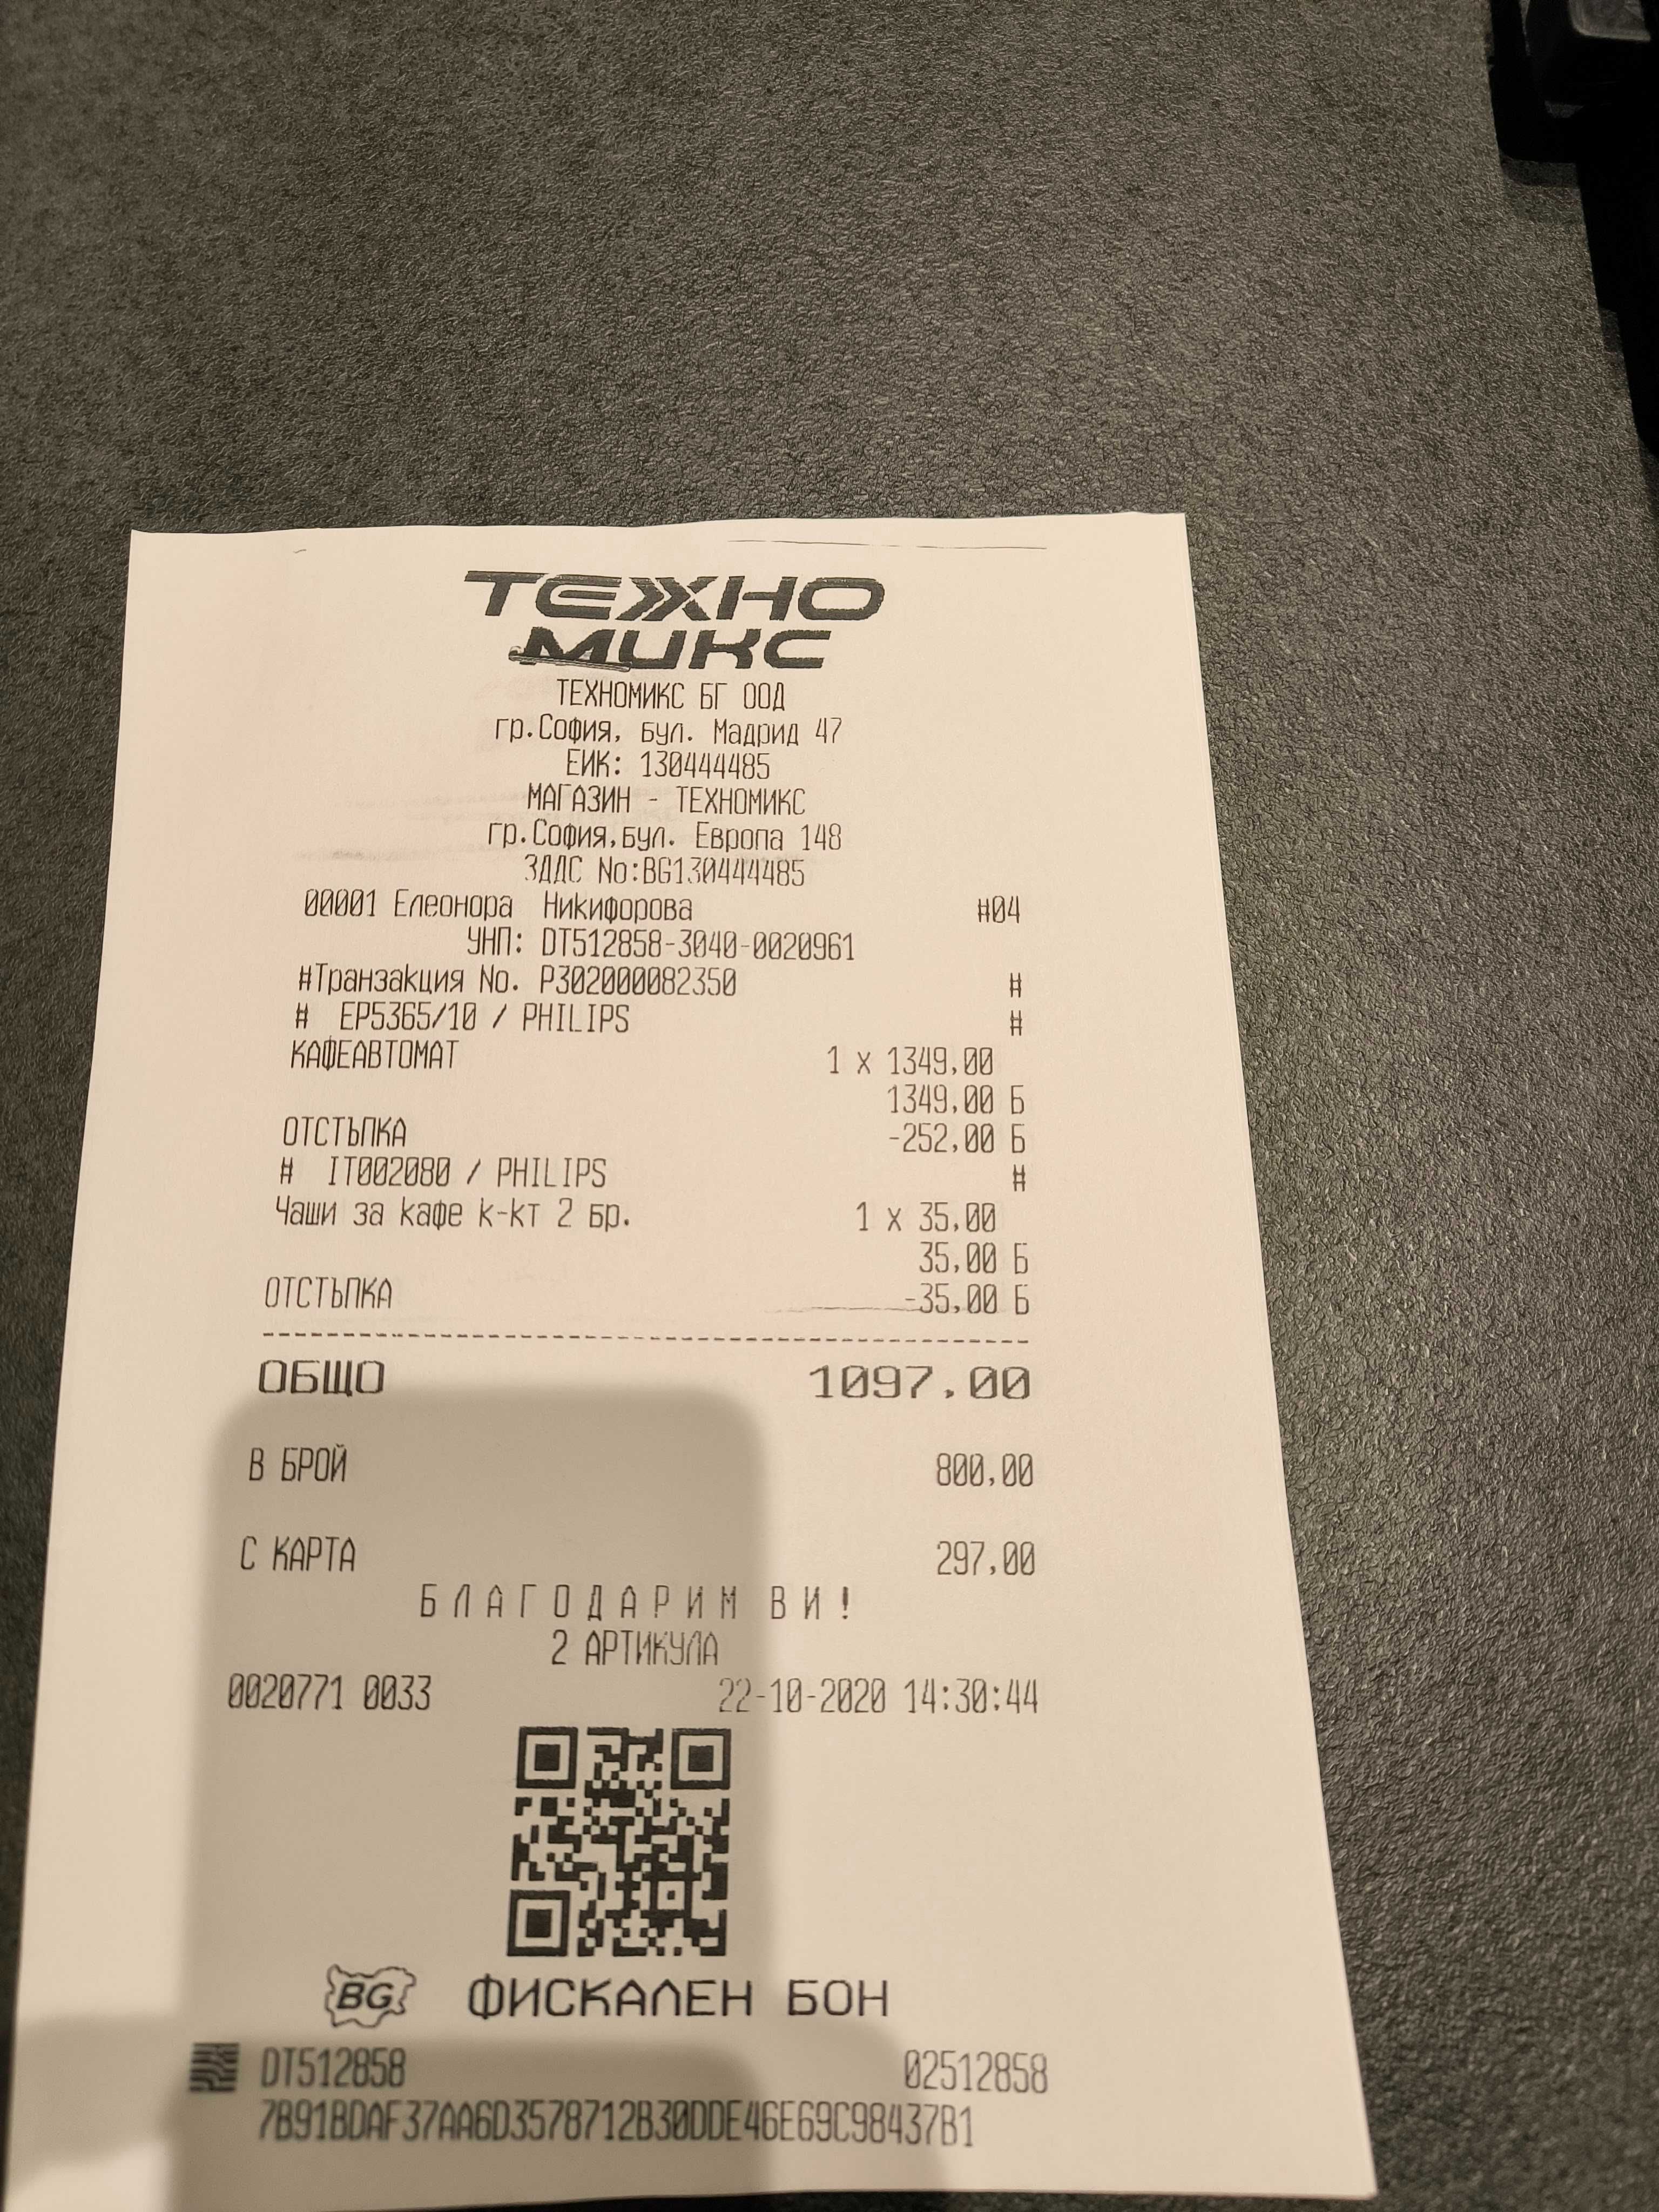 ТЕХНО
МИКС
ТЕХНОМИКС БГ ООД
гр.София, бул. Мадрид 47
ЕИК: 130444485
МАГАЗИН - ТЕХНОМИКС
гр.София,бул. Европа 148
ЗДДС No:BG130444485
00001 Елеонора Никифорова #04
УНП: DT512858-3040-0020961
#Транзакция No. P302000082350 #
# EP5365/10 / PHILIPS #
КАФЕАВТОМАТ 1 x 1349,00
1349,00 Б
ОТСТЪПКА -252,00 Б
# IT002080 / PHILIPS #
Чаши за кафе к-кт 2 бр. 1 x 35,00
35,00 Б
ОТСТЪПКА -35,00 Б
ОБЩО 1097.00
В БРОЙ 800,00
С КАРТА 297,00
БЛАГОДАРИМ ВИ!
2 АРТИКУЛА
0020771 0033 22-10-2020 14:30:44
BG ФИСКАЛЕН БОН
DT512858 02512858
7B91BDAF37AA6D3578712B30DDE46E69C98437B1